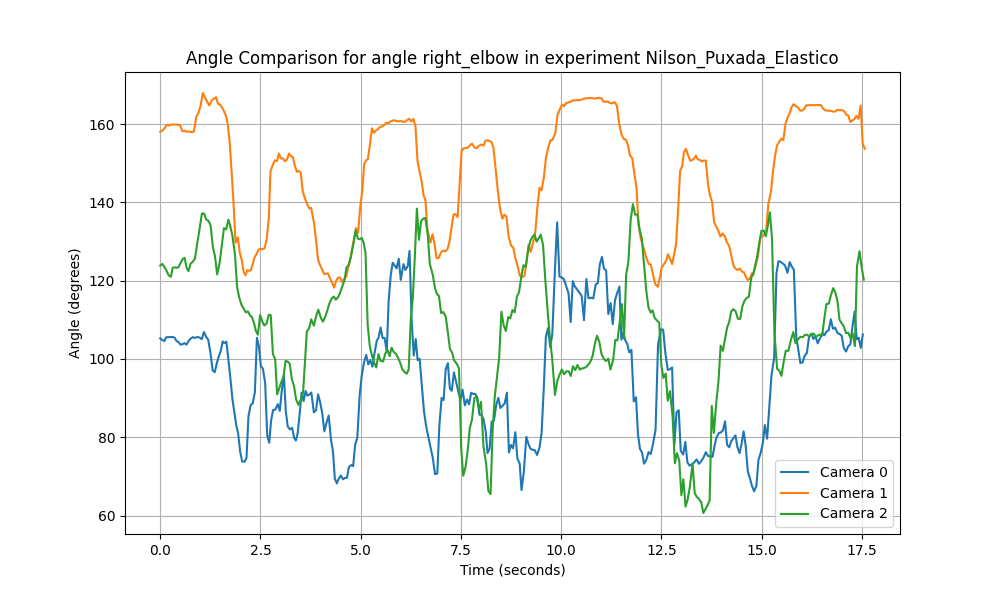 Angle Comparison for angle right_elbow in experiment Nilson_Puxada_Elastico
Angle (degrees)
160
140
120
100
80
60
0.0 2.5 5.0 7.5 10.0 12.5 15.0 17.5
Time (seconds)
Camera 0
Camera 1
Camera 2